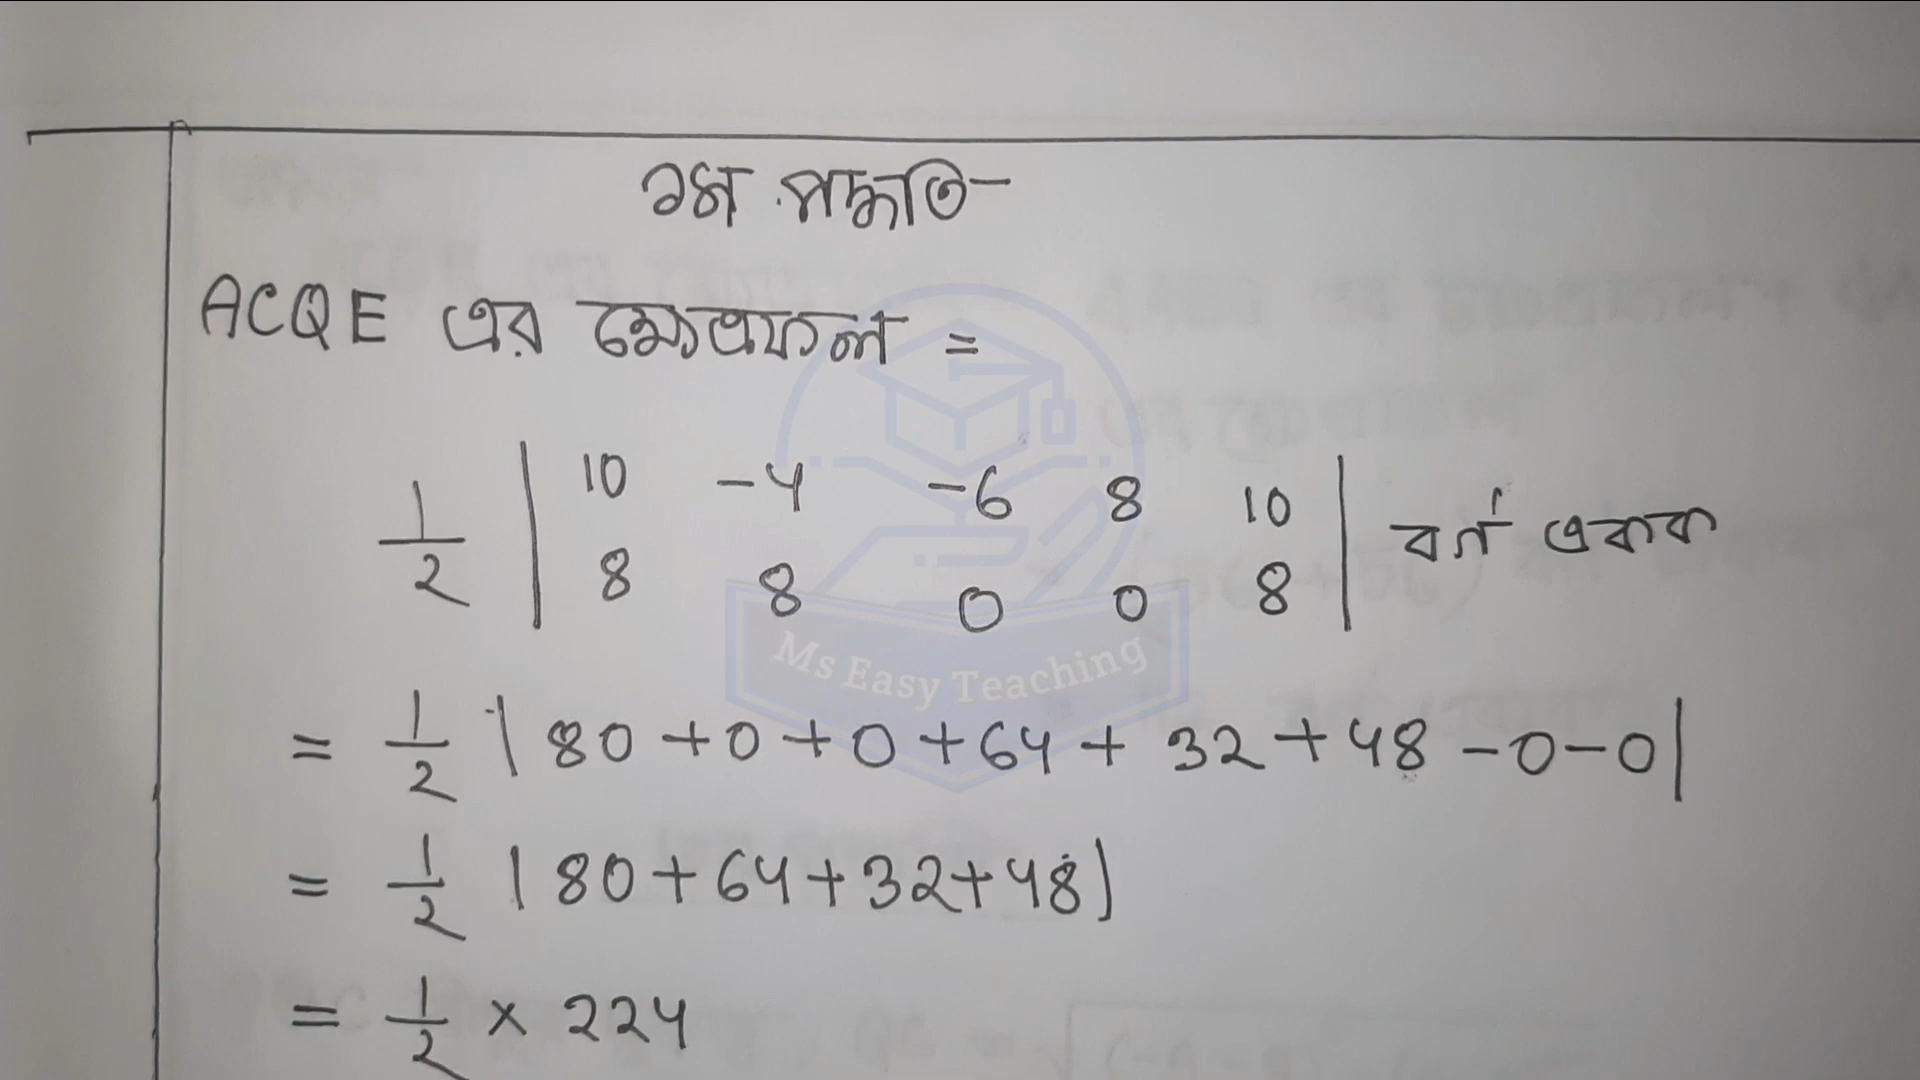 ১ম পদ্ধতি-
ACQE এর ক্ষেত্রফল =
1/2 | 10 -4 -6 8 10 | বর্গ একক
8 8 0 0 8
Ms Easy Teaching
= 1/2 | 80 + 0 + 0 + 64 + 32 + 48 - 0 - 0 |
= 1/2 | 80 + 64 + 32 + 48 |
= 1/2 × 224